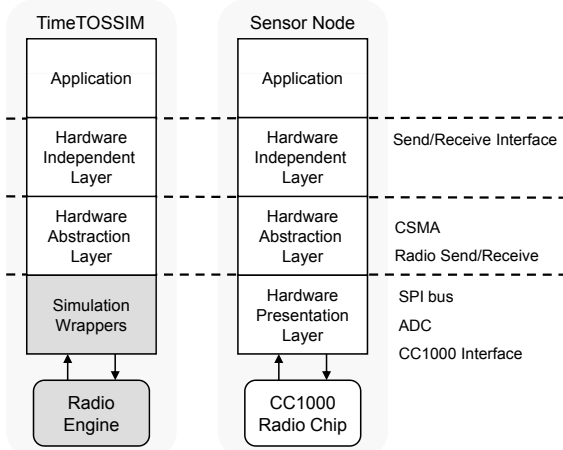 TimeTOSSIM
Sensor Node
Application
Application
Hardware
Independent
Layer
Hardware
Independent
Layer
Send/Receive Interface
Hardware
Abstraction
Layer
Hardware
Abstraction
Layer
CSMA
Radio Send/Receive
Simulation
Wrappers
Hardware
Presentation
Layer
SPI bus
ADC
CC1000 Interface
Radio
Engine
CC1000
Radio Chip